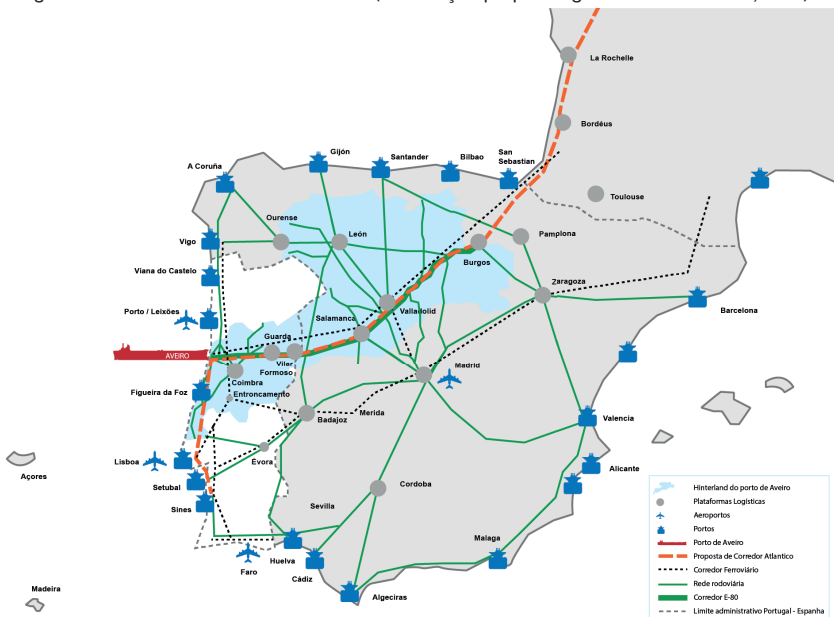 La Rochelle
Bordéus
Toulouse
A Coruña
Gijón
Santander
Bilbao
San
Sebastian
Ourense
León
Pamplona
Vigo
Burgos
Viana do Castelo
Zaragoza
Porto / Leixões
Salamanca
Valladolid
Barcelona
Guarda
AVEIRO
Vilar
Formoso
Madrid
Coimbra
Figueira da Foz
Entroncamento
Merida
Badajoz
Valencia
Lisboa
Évora
Açores
Setubal
Alicante
Cordoba
Sines
Sevilla
Malaga
Huelva
Faro
Cádiz
Algeciras
Madeira
Hinterland do porto de Aveiro
Plataformas Logísticas
Aeroportos
Portos
Porto de Aveiro
Proposta de Corredor Atlantico
Corredor Ferroviário
Rede rodoviária
Corredor E-80
Limite administrativo Portugal - Espanha